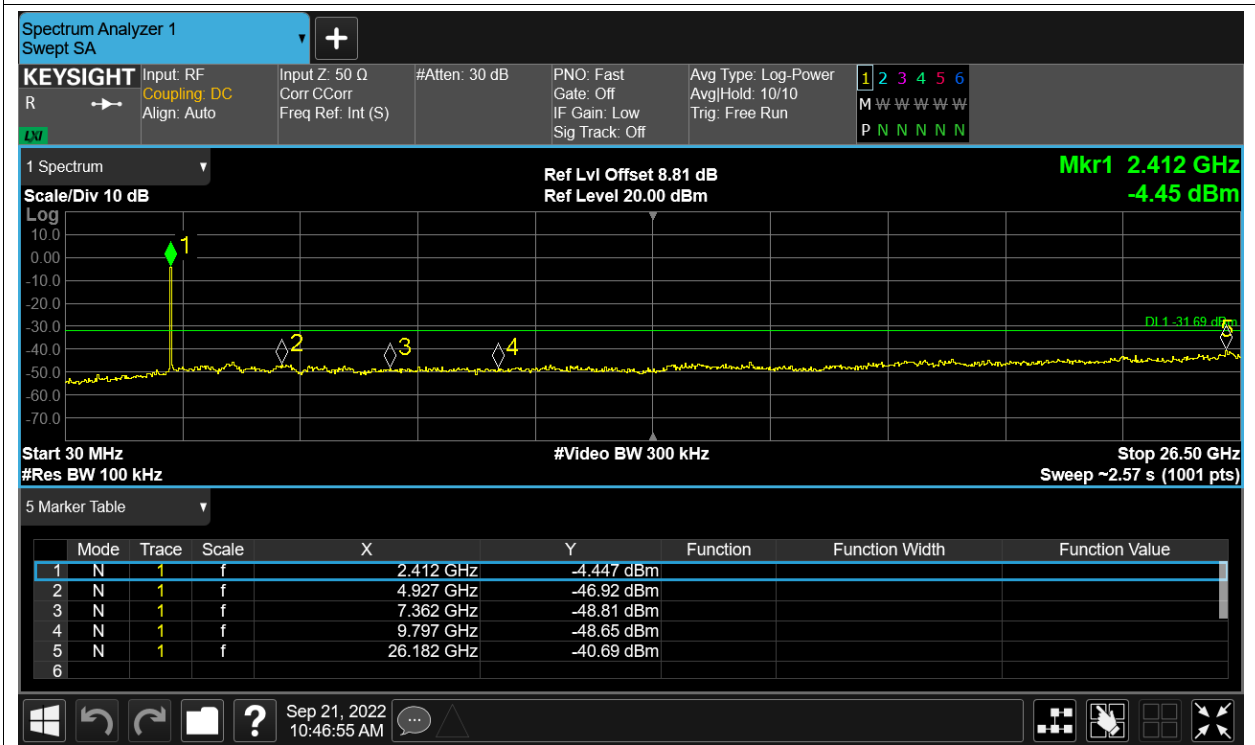 Spectrum Analyzer 1
Swept SA
+
KEYSIGHT Input: RF Input Z: 50 Ω #Atten: 30 dB PNO: Fast Avg Type: Log-Power 1 2 3 4 5 6
R Coupling: DC Corr CCorr Gate: Off Avg|Hold: 10/10 M W W W W W
Align: Auto Freq Ref: Int (S) IF Gain: Low Trig: Free Run
LXI Sig Track: Off P N N N N N
1 Spectrum
Ref Lvl Offset 8.81 dB Mkr1 2.412 GHz
Scale/Div 10 dB Ref Level 20.00 dBm -4.45 dBm
Log
10.0
1
0.00
-10.0
-20.0
-30.0 DL1 -31.69 dBm
5
2 3 4
-40.0
-50.0
-60.0
-70.0
Start 30 MHz #Video BW 300 kHz Stop 26.50 GHz
#Res BW 100 kHz Sweep ~2.57 s (1001 pts)
5 Marker Table
Mode Trace Scale X Y Function Function Width Function Value
1 N 1 f 2.412 GHz -4.447 dBm
2 N 1 f 4.927 GHz -46.92 dBm
3 N 1 f 7.362 GHz -48.81 dBm
4 N 1 f 9.797 GHz -48.65 dBm
5 N 1 f 26.182 GHz -40.69 dBm
6
? Sep 21, 2022
10:46:55 AM